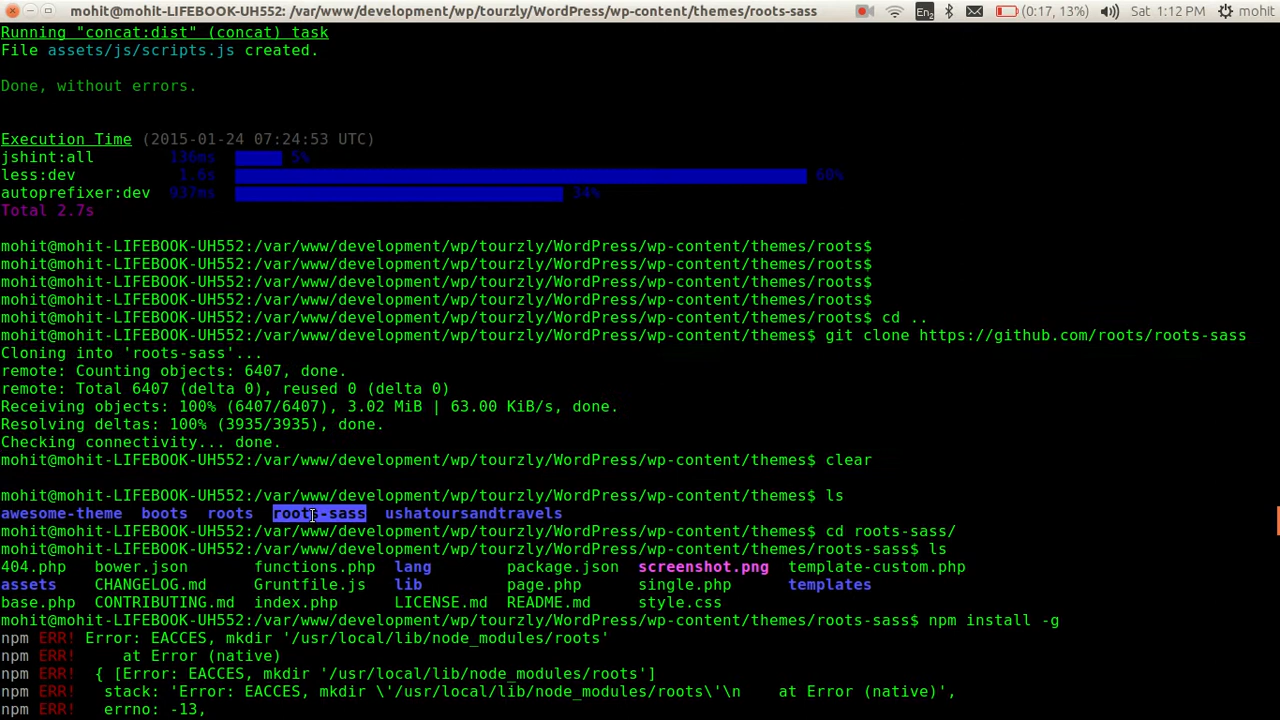 mohit@mohit-LIFEBOOK-UH552: /var/www/development/wp/tourzly/WordPress/wp-content/themes/roots-sass En2 (0:17, 13%) Sat 1:12 PM mohit
Running "concat:dist" (concat) task
File assets/js/scripts.js created.
Done, without errors.
Execution Time (2015-01-24 07:24:53 UTC)
jshint:all 136ms 5%
less:dev 1.6s 60%
autoprefixer:dev 937ms 34%
Total 2.7s
mohit@mohit-LIFEBOOK-UH552:/var/www/development/wp/tourzly/WordPress/wp-content/themes/roots$
mohit@mohit-LIFEBOOK-UH552:/var/www/development/wp/tourzly/WordPress/wp-content/themes/roots$
mohit@mohit-LIFEBOOK-UH552:/var/www/development/wp/tourzly/WordPress/wp-content/themes/roots$
mohit@mohit-LIFEBOOK-UH552:/var/www/development/wp/tourzly/WordPress/wp-content/themes/roots$
mohit@mohit-LIFEBOOK-UH552:/var/www/development/wp/tourzly/WordPress/wp-content/themes/roots$ cd ..
mohit@mohit-LIFEBOOK-UH552:/var/www/development/wp/tourzly/WordPress/wp-content/themes$ git clone https://github.com/roots/roots-sass
Cloning into 'roots-sass'...
remote: Counting objects: 6407, done.
remote: Total 6407 (delta 0), reused 0 (delta 0)
Receiving objects: 100% (6407/6407), 3.02 MiB | 63.00 KiB/s, done.
Resolving deltas: 100% (3935/3935), done.
Checking connectivity... done.
mohit@mohit-LIFEBOOK-UH552:/var/www/development/wp/tourzly/WordPress/wp-content/themes$ clear
mohit@mohit-LIFEBOOK-UH552:/var/www/development/wp/tourzly/WordPress/wp-content/themes$ ls
awesome-theme boots roots roots-sass ushatoursandtravels
mohit@mohit-LIFEBOOK-UH552:/var/www/development/wp/tourzly/WordPress/wp-content/themes$ cd roots-sass/
mohit@mohit-LIFEBOOK-UH552:/var/www/development/wp/tourzly/WordPress/wp-content/themes/roots-sass$ ls
404.php bower.json functions.php lang package.json screenshot.png template-custom.php
assets CHANGELOG.md Gruntfile.js lib page.php single.php templates
base.php CONTRIBUTING.md index.php LICENSE.md README.md style.css
mohit@mohit-LIFEBOOK-UH552:/var/www/development/wp/tourzly/WordPress/wp-content/themes/roots-sass$ npm install -g
npm ERR! Error: EACCES, mkdir '/usr/local/lib/node_modules/roots'
npm ERR! at Error (native)
npm ERR! { [Error: EACCES, mkdir '/usr/local/lib/node_modules/roots']
npm ERR! stack: 'Error: EACCES, mkdir \'/usr/local/lib/node_modules/roots\'\n at Error (native)',
npm ERR! errno: -13,